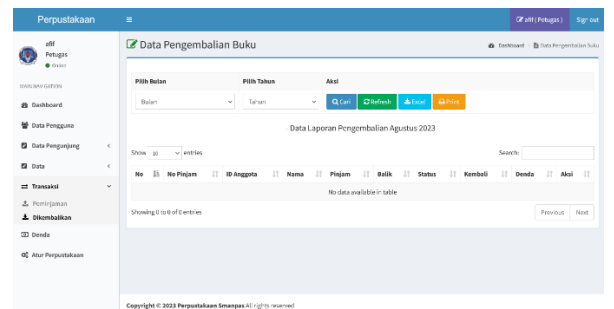 Perpustakaan
afif ( Petugas )
Sign out
afif
Petugas
Online
MAIN NAVIGATION
Dashboard
Data Pengguna
Data Pengunjung
Data
Transaksi
Peminjaman
Dikembalikan
Denda
Atur Perpustakaan
Data Pengembalian Buku
Dashboard
Data Pengembalian Buku
Pilih Bulan
Pilih Tahun
Aksi
Bulan
Tahun
Cari
Refresh
Excel
Print
Data Laporan Pengembalian Agustus 2023
Show 10 entries
Search:
No No Pinjam ID Anggota Nama Pinjam Balik Status Kembali Denda Aksi
No data available in table
Showing 0 to 0 of 0 entries
Previous Next
Copyright © 2023 Perpustakaan Smanpas All rights reserved